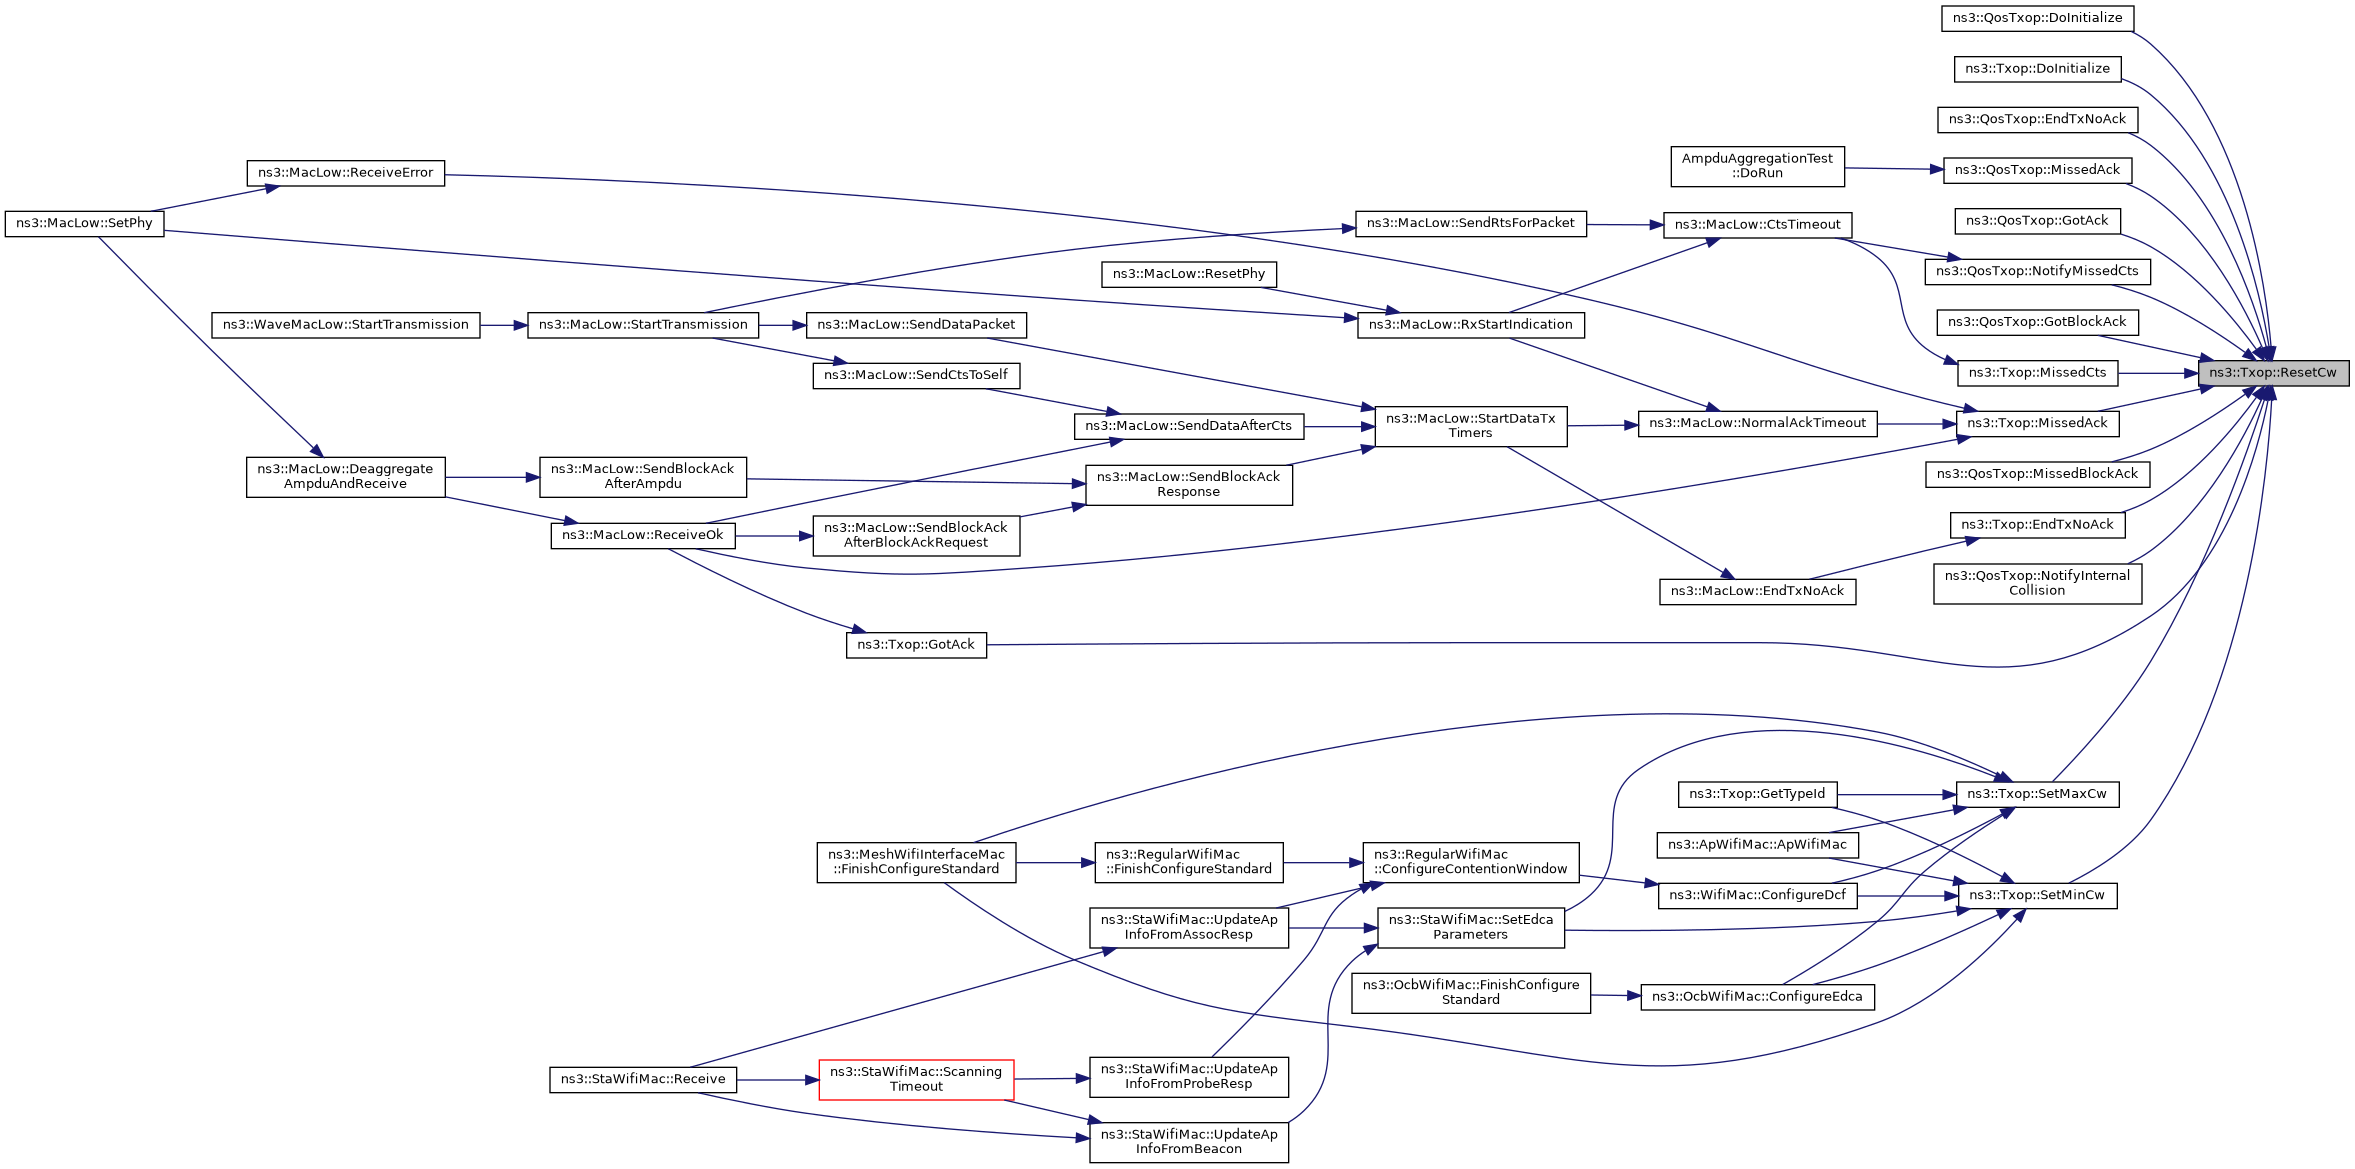 ns3::QosTxop::DoInitialize
ns3::Txop::DoInitialize
ns3::QosTxop::EndTxNoAck
AmpduAggregationTest
::DoRun
ns3::QosTxop::MissedAck
ns3::MacLow::ReceiveError
ns3::MacLow::SetPhy
ns3::MacLow::SendRtsForPacket
ns3::MacLow::CtsTimeout
ns3::QosTxop::GotAck
ns3::MacLow::ResetPhy
ns3::QosTxop::NotifyMissedCts
ns3::WaveMacLow::StartTransmission
ns3::MacLow::StartTransmission
ns3::MacLow::SendDataPacket
ns3::MacLow::RxStartIndication
ns3::QosTxop::GotBlockAck
ns3::MacLow::SendCtsToSelf
ns3::Txop::MissedCts
ns3::Txop::ResetCw
ns3::MacLow::SendDataAfterCts
ns3::MacLow::StartDataTx
Timers
ns3::MacLow::NormalAckTimeout
ns3::Txop::MissedAck
ns3::MacLow::Deaggregate
AmpduAndReceive
ns3::MacLow::SendBlockAck
AfterAmpdu
ns3::MacLow::SendBlockAck
Response
ns3::QosTxop::MissedBlockAck
ns3::MacLow::ReceiveOk
ns3::MacLow::SendBlockAck
AfterBlockAckRequest
ns3::Txop::EndTxNoAck
ns3::MacLow::EndTxNoAck
ns3::QosTxop::NotifyInternal
Collision
ns3::Txop::GotAck
ns3::Txop::GetTypeId
ns3::Txop::SetMaxCw
ns3::MeshWifiInterfaceMac
::FinishConfigureStandard
ns3::RegularWifiMac
::FinishConfigureStandard
ns3::RegularWifiMac
::ConfigureContentionWindow
ns3::ApWifiMac::ApWifiMac
ns3::WifiMac::ConfigureDcf
ns3::Txop::SetMinCw
ns3::StaWifiMac::UpdateAp
InfoFromAssocResp
ns3::StaWifiMac::SetEdca
Parameters
ns3::OcbWifiMac::FinishConfigure
Standard
ns3::OcbWifiMac::ConfigureEdca
ns3::StaWifiMac::Receive
ns3::StaWifiMac::Scanning
Timeout
ns3::StaWifiMac::UpdateAp
InfoFromProbeResp
ns3::StaWifiMac::UpdateAp
InfoFromBeacon